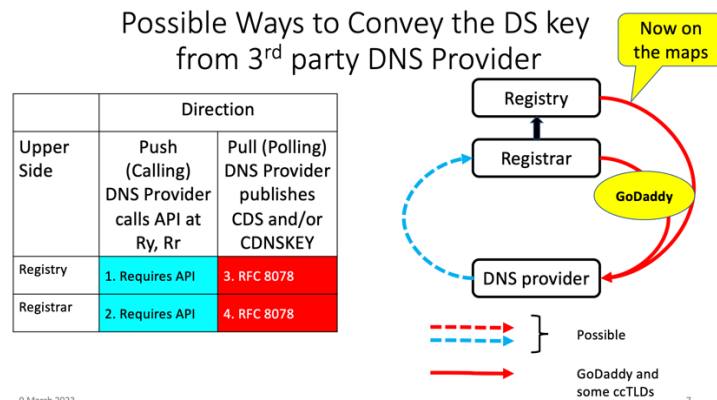 Possible Ways to Convey the DS key
from 3rd party DNS Provider
Now on
the maps
Direction
Upper
Side
Push
(Calling)
DNS Provider
calls API at
Ry, Rr
Pull (Polling)
DNS Provider
publishes
CDS and/or
CDNSKEY
Registry
1. Requires API
3. RFC 8078
Registrar
2. Requires API
4. RFC 8078
Registry
Registrar
GoDaddy
DNS provider
Possible
GoDaddy and
some ccTLDs
9 March 2023
7